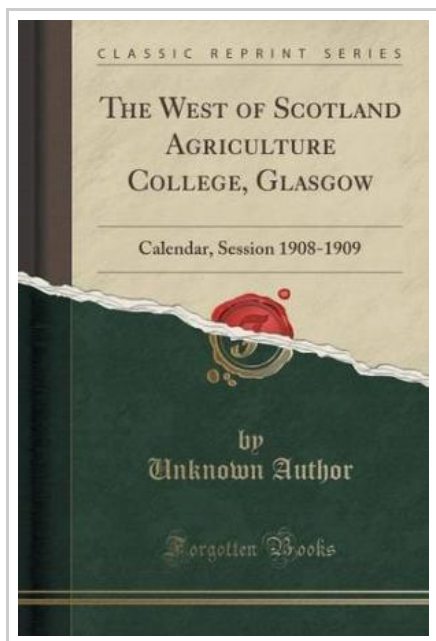 CLASSIC REPRINT SERIES
THE WEST OF SCOTLAND
AGRICULTURE
COLLEGE, GLASGOW
Calendar, Session 1908-1909
F
by
Unknown Author
Forgotten Books